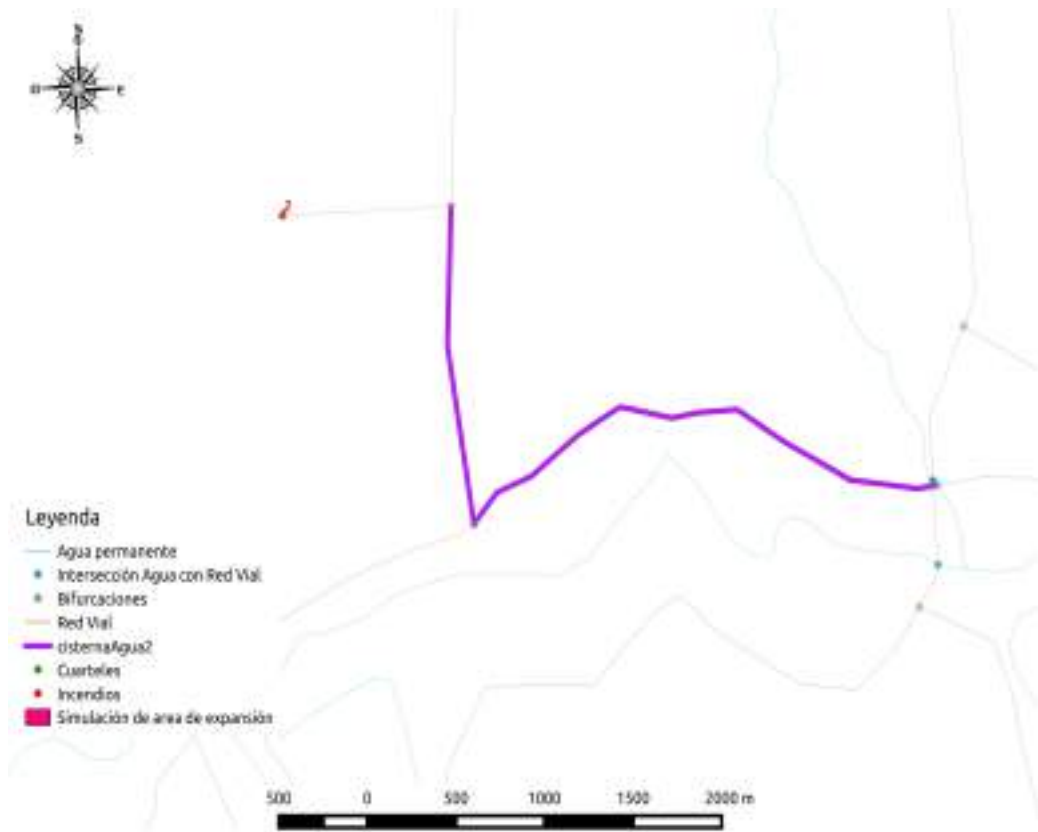 N
O
E
S
2
Leyenda
Agua permanente
Intersección Agua con Red Vial
Bifurcaciones
Red Vial
cisternaAgua2
Cuarteles
Incendios
Simulación de area de expansión
500 0 500 1000 1500 2000 m